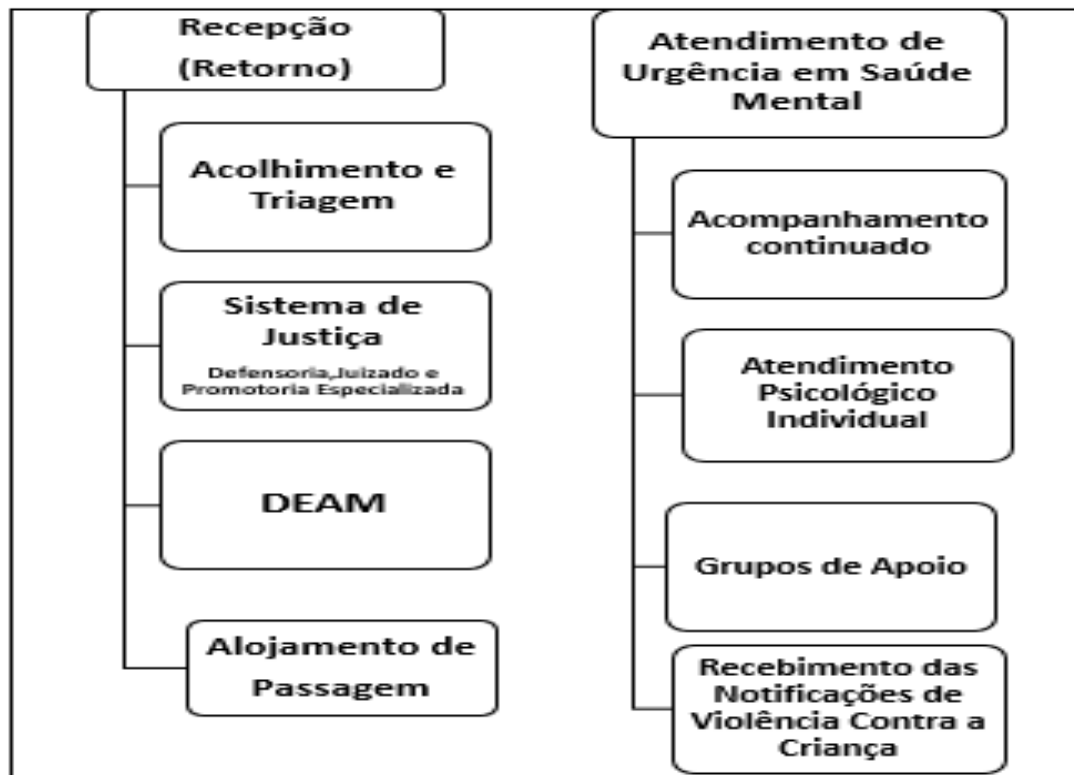 Recepção
(Retorno)
Acolhimento e
Triagem
Sistema de
Justiça
Defensoria,Juizado e
Promotoria Especializada
DEAM
Alojamento de
Passagem
Atendimento de
Urgência em Saúde
Mental
Acompanhamento
continuado
Atendimento
Psicológico
Individual
Grupos de Apoio
Recebimento das
Notificações de
Violência Contra a
Criança